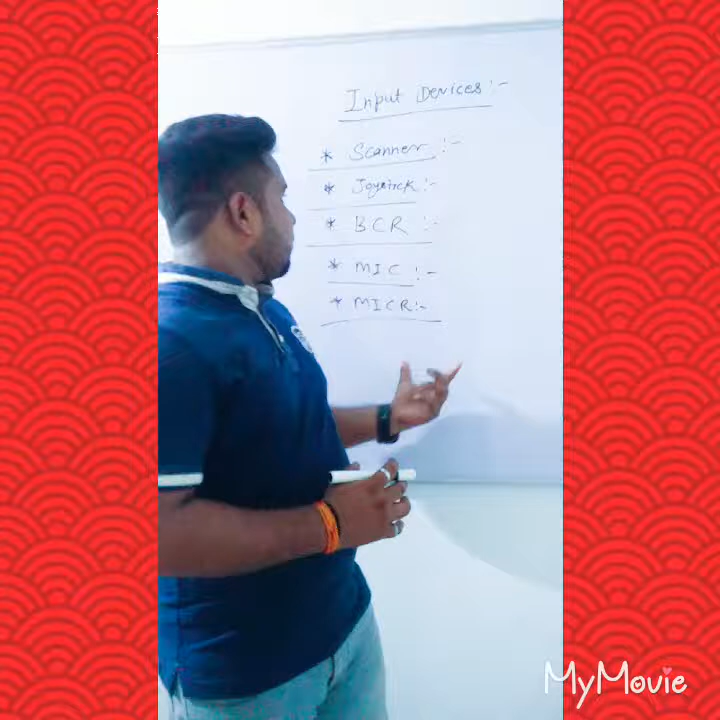 Input Devices :-
* Scanner :-
* Joystick :-
* BCR :-
* MIC :-
* MICR :-
MyMovie